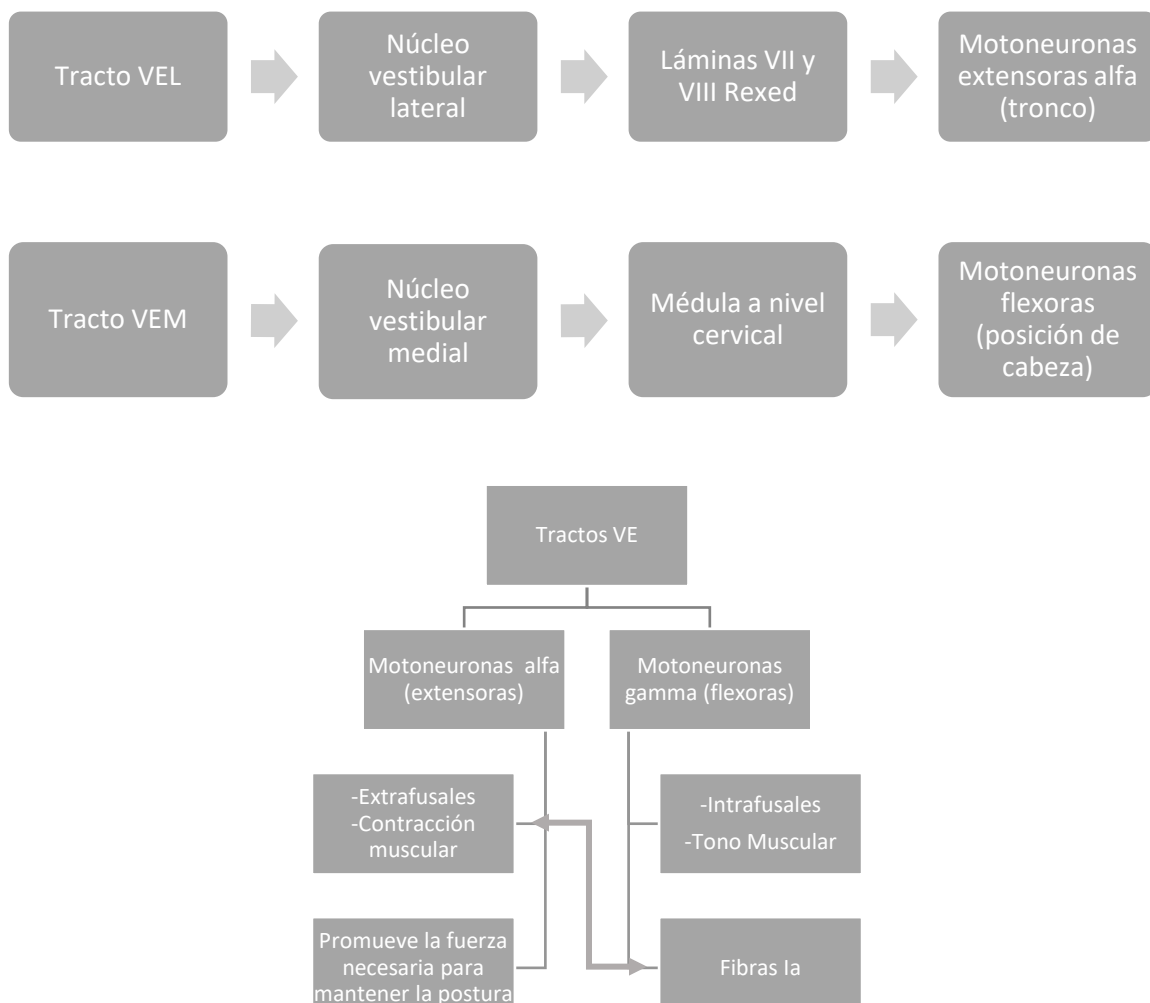 Tracto VEL
Núcleo
vestibular
lateral
Láminas VII y
VIII Rexed
Motoneuronas
extensoras alfa
(tronco)
Tracto VEM
Núcleo
vestibular
medial
Médula a nivel
cervical
Motoneuronas
flexoras
(posición de
cabeza)
Tractos VE
Motoneuronas alfa
(extensoras)
Motoneuronas
gamma (flexoras)
-Extrafusales
-Contracción
muscular
-Intrafusales
-Tono Muscular
Promueve la fuerza
necesaria para
mantener la postura
Fibras Ia